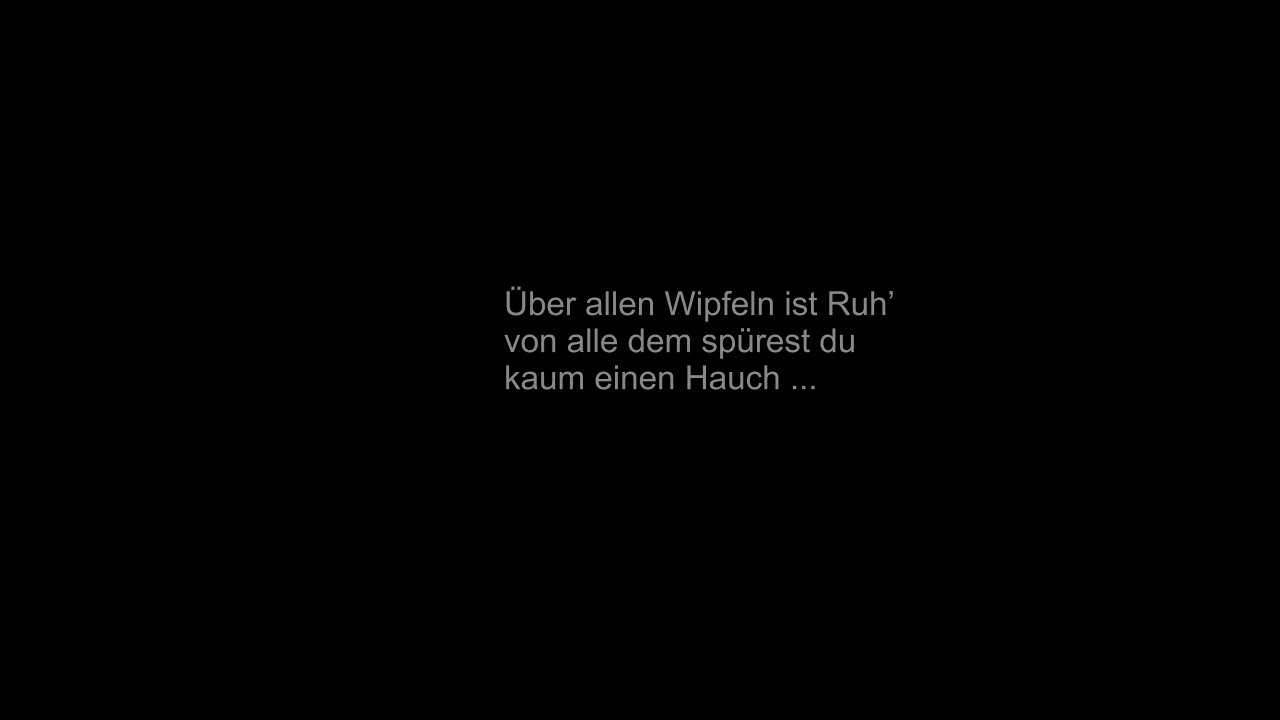 Über allen Wipfeln ist Ruh’
von alle dem spürest du
kaum einen Hauch ...